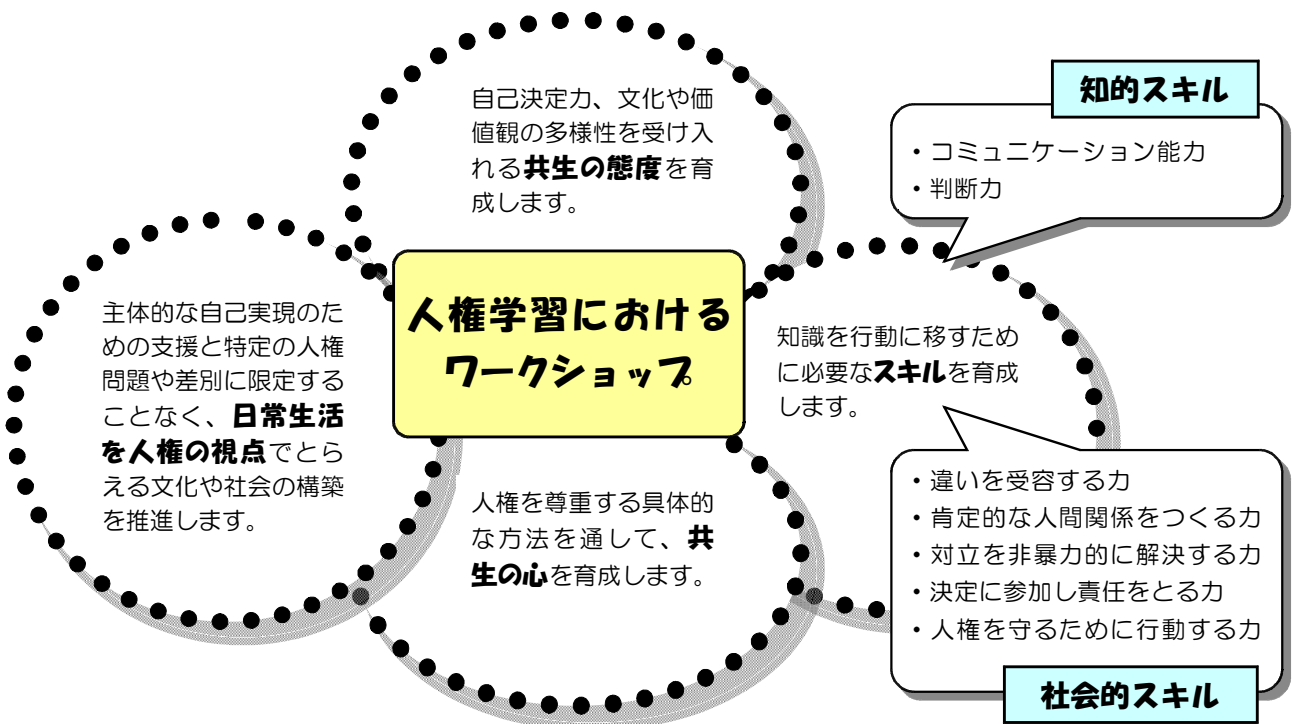 自己決定力、文化や価
値観の多様性を受け入
れる共生の態度を育
成します。
知的スキル
・コミュニケーション能力
・判断力
人権学習における
ワークショップ
主体的な自己実現のた
めの支援と特定の人権
問題や差別に限定する
ことなく、日常生活
を人権の視点でとら
える文化や社会の構築
を推進します。
知識を行動に移すため
に必要なスキルを育成
します。
人権を尊重する具体的
な方法を通して、共
生の心を育成します。
・違いを受容する力
・肯定的な人間関係をつくる力
・対立を非暴力的に解決する力
・決定に参加し責任をとる力
・人権を守るために行動する力
社会的スキル